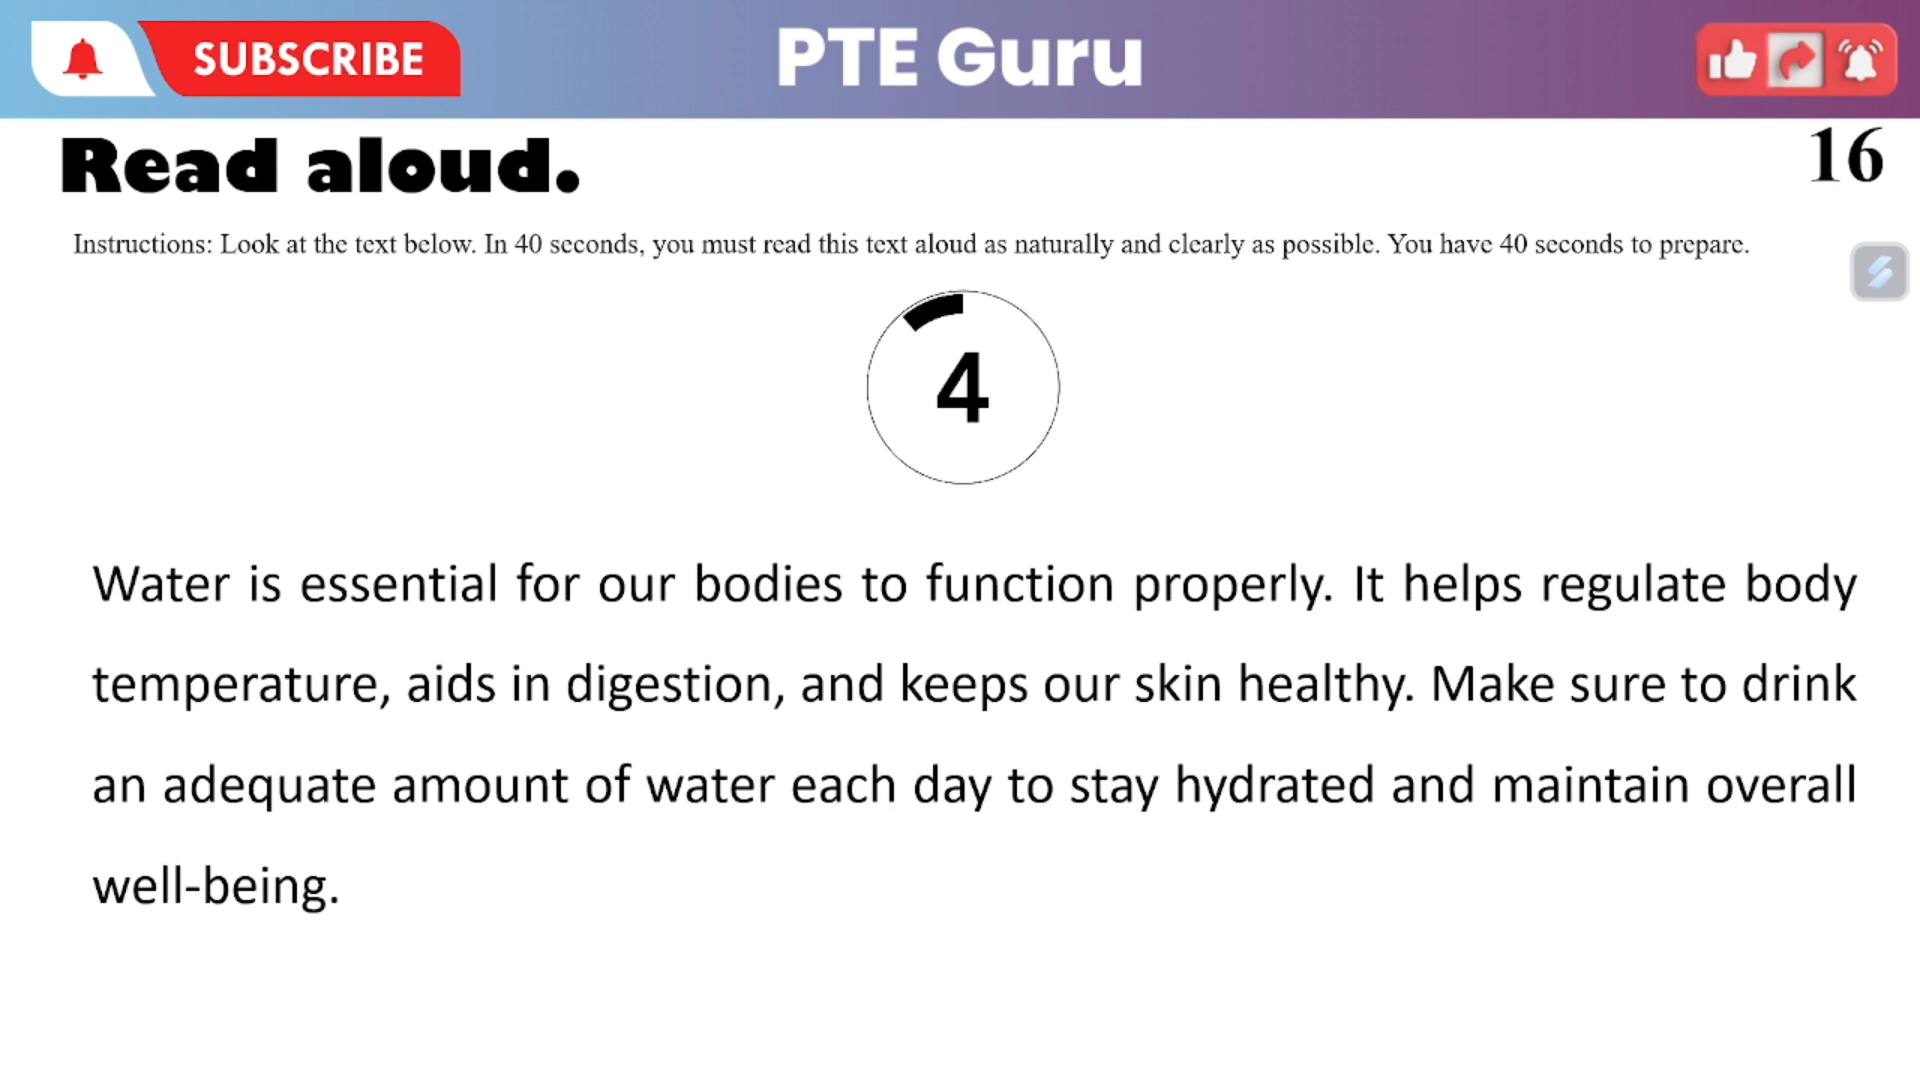 SUBSCRIBE
PTE Guru
Read aloud.
16
Instructions: Look at the text below. In 40 seconds, you must read this text aloud as naturally and clearly as possible. You have 40 seconds to prepare.
4
Water is essential for our bodies to function properly. It helps regulate body
temperature, aids in digestion, and keeps our skin healthy. Make sure to drink
an adequate amount of water each day to stay hydrated and maintain overall
well-being.